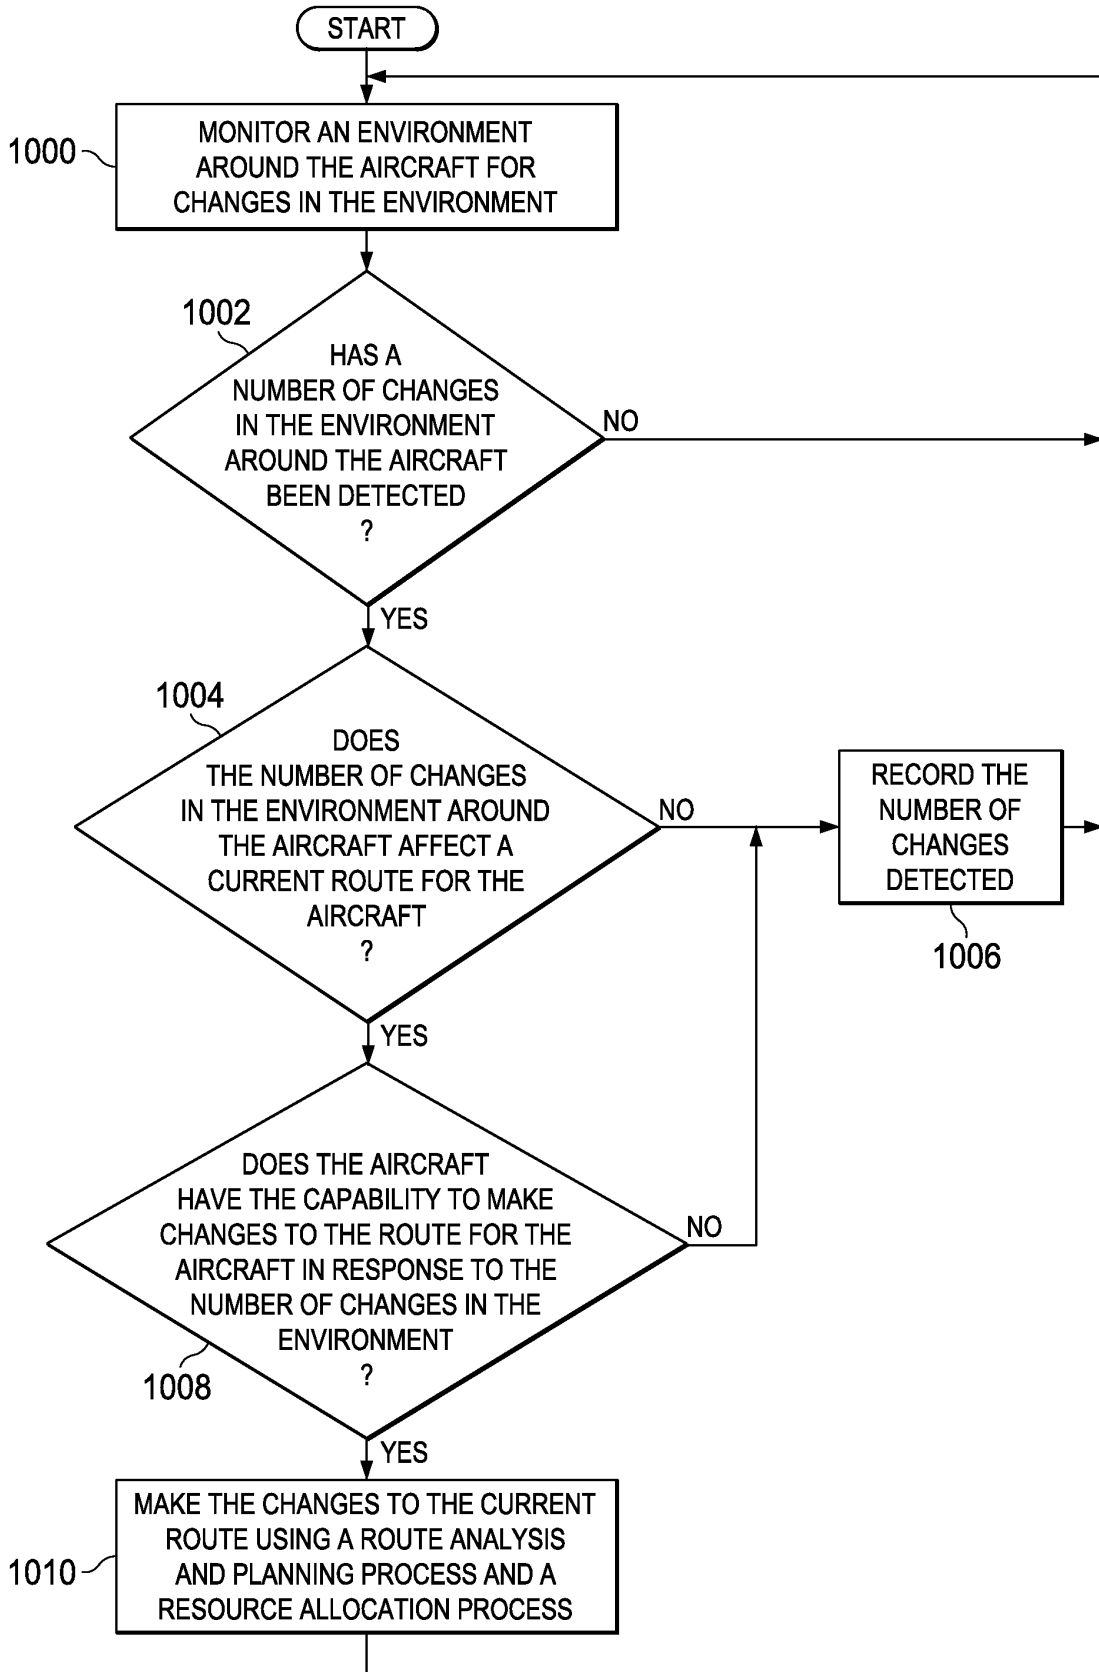 START
1000
MONITOR AN ENVIRONMENT
AROUND THE AIRCRAFT FOR
CHANGES IN THE ENVIRONMENT
1002
HAS A
NUMBER OF CHANGES
IN THE ENVIRONMENT
AROUND THE AIRCRAFT
BEEN DETECTED
?
NO
YES
1004
DOES
THE NUMBER OF CHANGES
IN THE ENVIRONMENT AROUND
THE AIRCRAFT AFFECT A
CURRENT ROUTE FOR THE
AIRCRAFT
?
NO
RECORD THE
NUMBER OF
CHANGES
DETECTED
1006
YES
DOES THE AIRCRAFT
HAVE THE CAPABILITY TO MAKE
CHANGES TO THE ROUTE FOR THE
AIRCRAFT IN RESPONSE TO THE
NUMBER OF CHANGES IN THE
ENVIRONMENT
?
NO
1008
YES
MAKE THE CHANGES TO THE CURRENT
ROUTE USING A ROUTE ANALYSIS
AND PLANNING PROCESS AND A
RESOURCE ALLOCATION PROCESS
1010